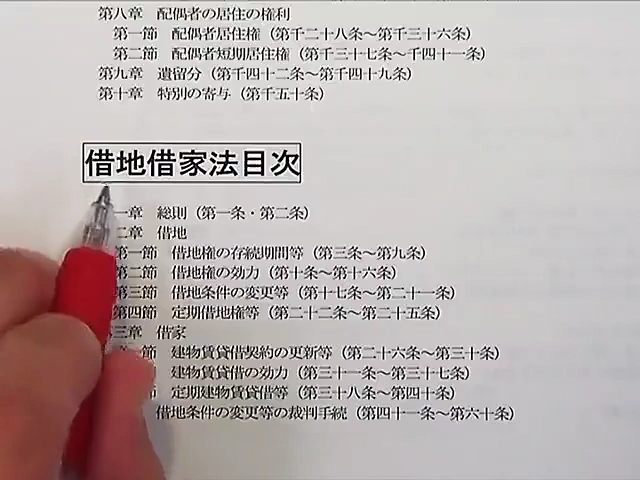 第八章　配偶者の居住の権利
第一節　配偶者居住権（第千二十八条～第千三十六条）
第二節　配偶者短期居住権（第千三十七条～千四十一条）
第九章　遺留分（第千四十二条～第千四十九条）
第十章　特別の寄与（第千五十条）
借地借家法目次
一章　総則（第一条・第二条）
二章　借地
第一節　借地権の存続期間等（第三条～第九条）
第二節　借地権の効力（第十条～第十六条）
第三節　借地条件の変更等（第十七条～第二十一条）
第四節　定期借地権等（第二十二条～第二十五条）
三章　借家
節　建物賃貸借契約の更新等（第二十六条～第三十条）
節　建物賃貸借の効力（第三十一条～第三十七条）
節　定期建物賃貸借等（第三十八条～第四十条）
借地条件の変更等の裁判手続（第四十一条～第六十条）